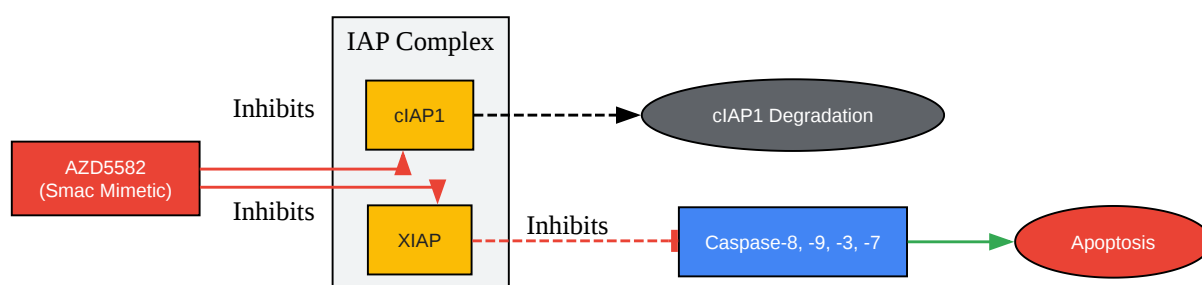 IAP Complex
Inhibits
cIAP1
cIAP1 Degradation
AZD5582
(Smac Mimetic)
Inhibits
XIAP
Inhibits
Caspase-8, -9, -3, -7
Apoptosis